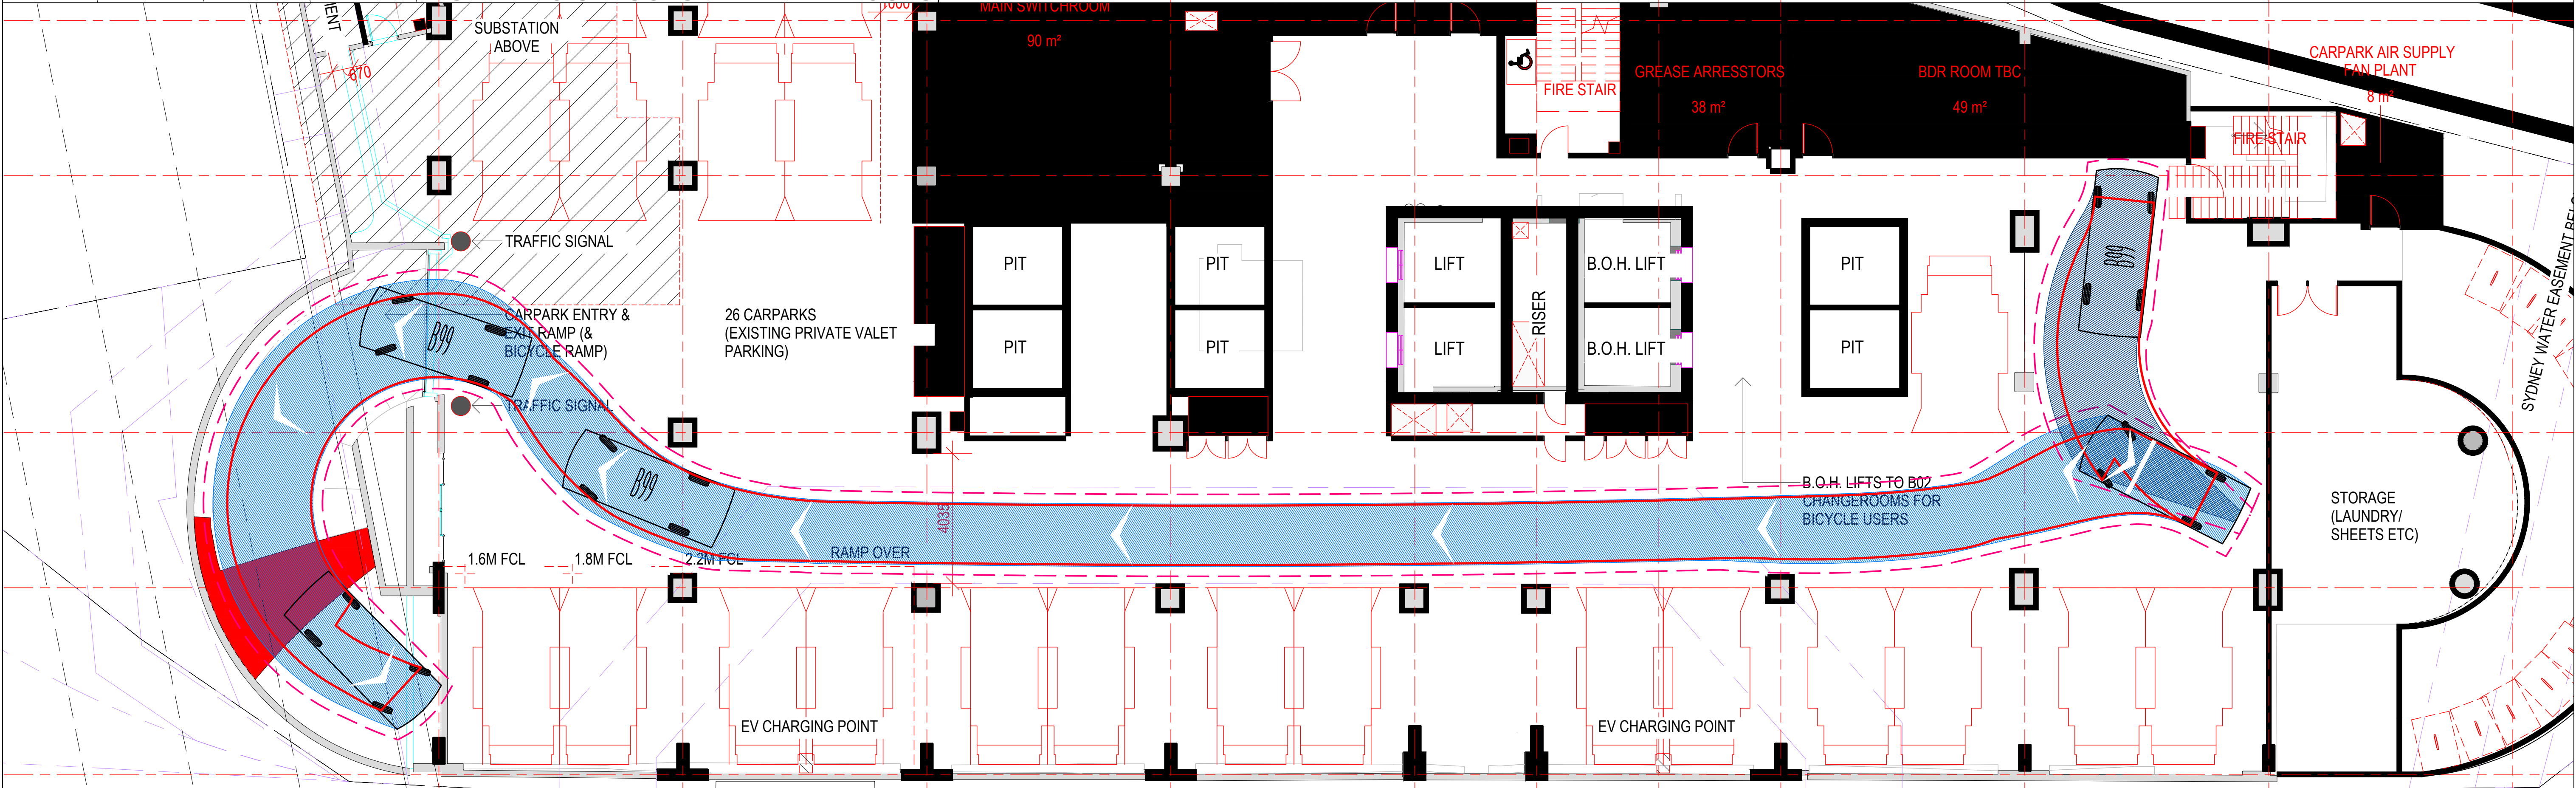 MAIN SWITCHROOM
90 m²
SUBSTATION
ABOVE
670
FIRE STAIR
GREASE ARRESSTORS
38 m²
BDR ROOM TBC
49 m²
CARPARK AIR SUPPLY
FAN PLANT
8 m²
FIRE STAIR
TRAFFIC SIGNAL
PIT
PIT
LIFT
B.O.H. LIFT
PIT
B99
RISER
CARPARK ENTRY &
EXIT RAMP (&
BICYCLE RAMP)
B99
26 CARPARKS
(EXISTING PRIVATE VALET
PARKING)
PIT
PIT
LIFT
B.O.H. LIFT
PIT
TRAFFIC SIGNAL
B99
4035
B.O.H. LIFTS TO B02
CHANGEROOMS FOR
BICYCLE USERS
STORAGE
(LAUNDRY/
SHEETS ETC)
1.6M FCL
1.8M FCL
2.2M FCL
RAMP OVER
EV CHARGING POINT
EV CHARGING POINT
SYDNEY WATER EASEMENT